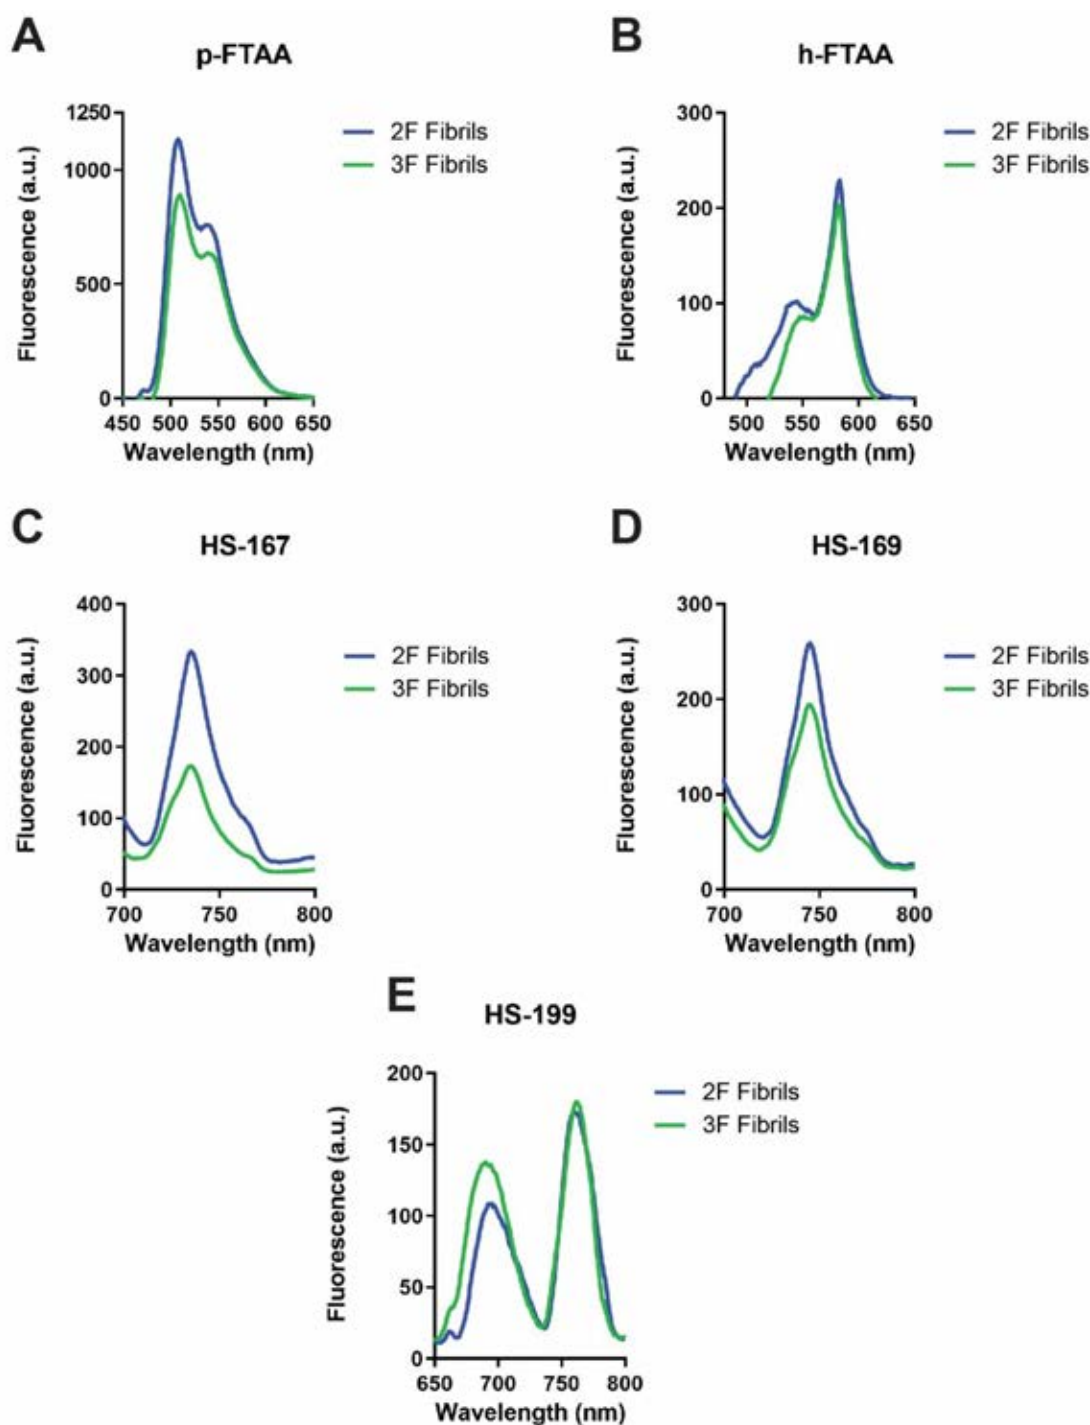 A
p-FTAA
Fluorescence (a.u.)
1250
1000
500
0
450 500 550 600 650
Wavelength (nm)
2F Fibrils
3F Fibrils
B
h-FTAA
Fluorescence (a.u.)
300
200
100
0
500 550 600 650
Wavelength (nm)
2F Fibrils
3F Fibrils
C
HS-167
Fluorescence (a.u.)
400
300
200
100
0
700 750 800
Wavelength (nm)
2F Fibrils
3F Fibrils
D
HS-169
Fluorescence (a.u.)
300
200
100
0
700 750 800
Wavelength (nm)
2F Fibrils
3F Fibrils
E
HS-199
Fluorescence (a.u.)
200
150
100
50
0
650 700 750 800
Wavelength (nm)
2F Fibrils
3F Fibrils